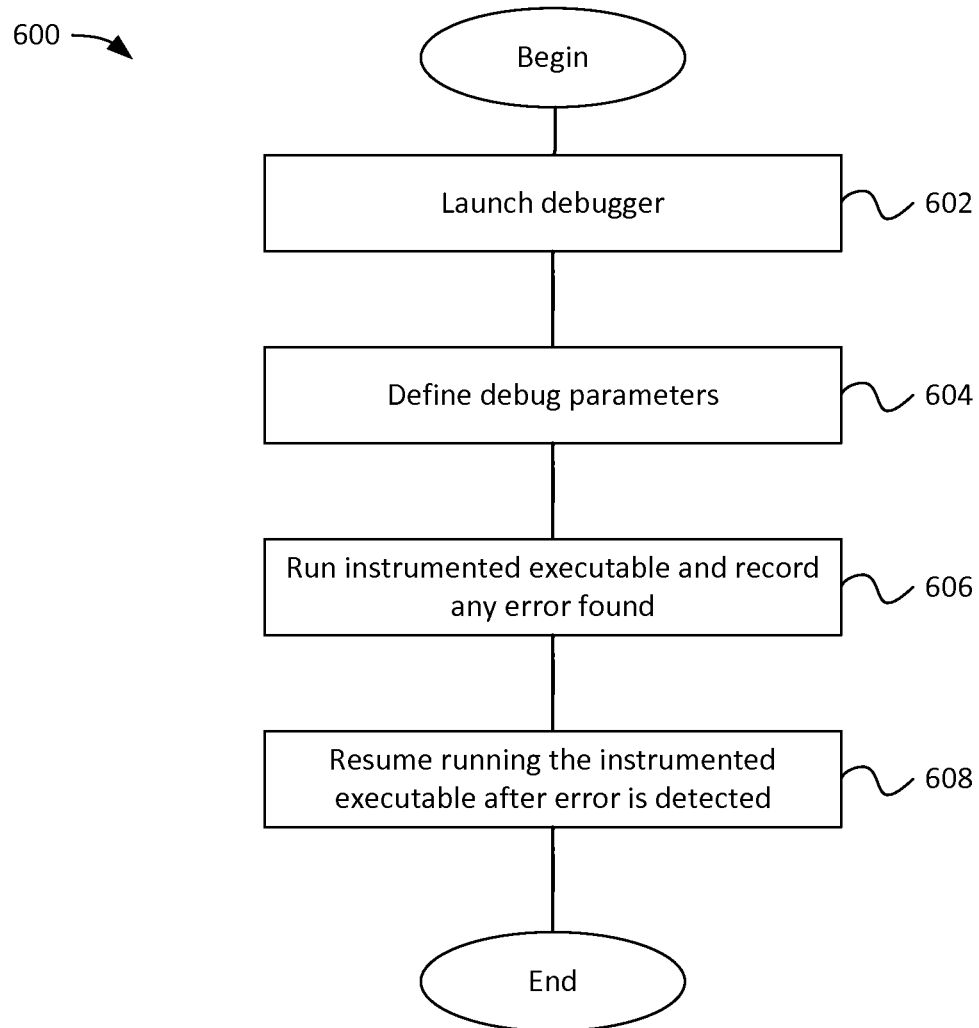 600
Begin
Launch debugger
602
Define debug parameters
604
Run instrumented executable and record
any error found
606
Resume running the instrumented
executable after error is detected
608
End